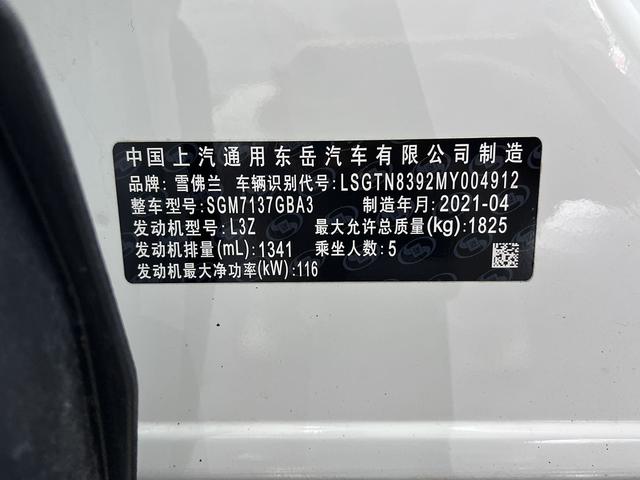 中国上汽通用东岳汽车有限公司制造
品牌: 雪佛兰 车辆识别代号: LSGTN8392MY004912
整车型号: SGM7137GBA3 制造年月: 2021-04
发动机型号: L3Z 最大允许总质量(kg): 1825
发动机排量(mL): 1341 乘坐人数: 5
发动机最大净功率(kW): 116